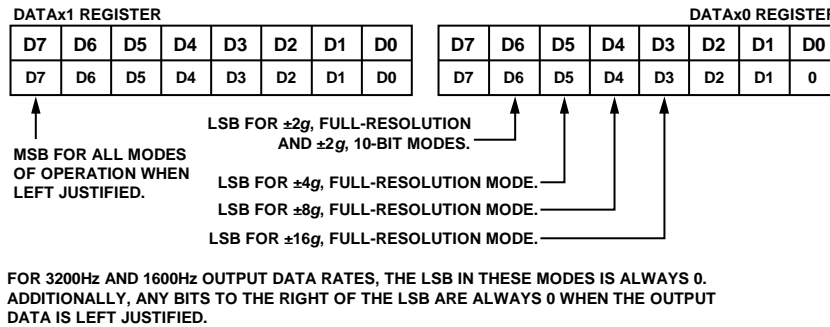 DATAx1 REGISTER
DATAx0 REGISTER
D7 D6 D5 D4 D3 D2 D1 D0
D7 D6 D5 D4 D3 D2 D1 D0
D7 D6 D5 D4 D3 D2 D1 D0
D7 D6 D5 D4 D3 D2 D1 0
MSB FOR ALL MODES
OF OPERATION WHEN
LEFT JUSTIFIED.
LSB FOR ±2g, FULL-RESOLUTION
AND ±2g, 10-BIT MODES.
LSB FOR ±4g, FULL-RESOLUTION MODE.
LSB FOR ±8g, FULL-RESOLUTION MODE.
LSB FOR ±16g, FULL-RESOLUTION MODE.
FOR 3200Hz AND 1600Hz OUTPUT DATA RATES, THE LSB IN THESE MODES IS ALWAYS 0.
ADDITIONALLY, ANY BITS TO THE RIGHT OF THE LSB ARE ALWAYS 0 WHEN THE OUTPUT
DATA IS LEFT JUSTIFIED.